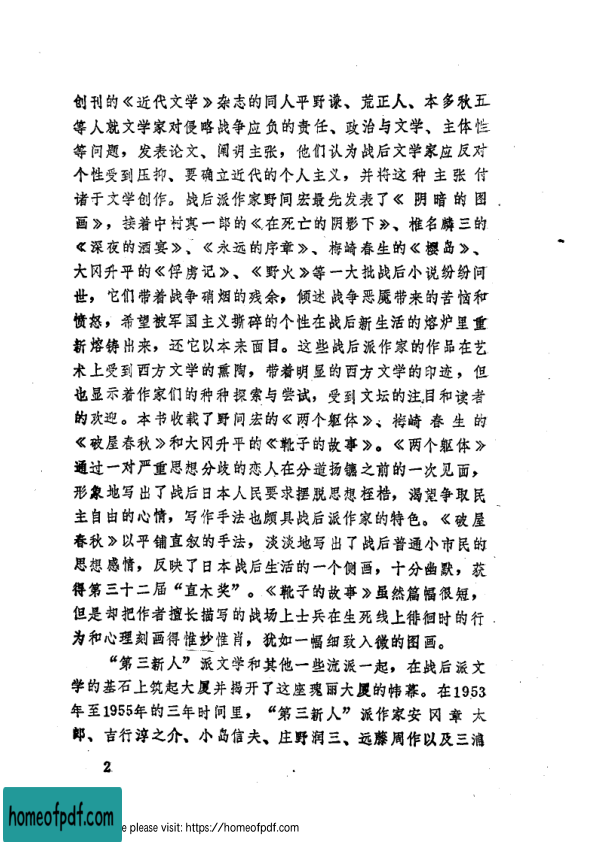 创刊的《近代文学》杂志的同人平野谦、荒正人、本多秋五
等人就文学家对侵略战争应负的责任、政治与文学、主体性
等问题，发表论文、阐明主张，他们认为战后文学家应反对
个性受到压抑、要确立近代的个人主义，并将这种主张付
诸于文学创作。战后派作家野间宏最先发表了《阴暗的图
画》，接着中村真一郎的《在死亡的阴影下》、椎名麟三的
《深夜的酒宴》、《永远的序章》、梅崎春生的《樱岛》、
大冈升平的《俘虏记》、《野火》等一大批战后小说纷纷问
世，它们带着战争硝烟的残余，倾述战争恶魇带来的苦恼和
愤怒，希望被军国主义撕碎的个性在战后新生活的熔炉里重
新熔铸出来，还它以本来面目。这些战后派作家的作品在艺
术上受到西方文学的熏陶，带着明显的西方文学的印迹，但
也显示着作家们的种种探索与尝试，受到文坛的注目和读者
的欢迎。本书收载了野间宏的《两个躯体》、梅崎春生的
《破屋春秋》和大冈升平的《靴子的故事》。《两个躯体》
通过一对严重思想分歧的恋人在分道扬镳之前的一次见面，
形象地写出了战后日本人民要求摆脱思想桎梏，渴望争取民
主自由的心情，写作手法也颇具战后派作家的特色。《破屋
春秋》以平铺直叙的手法，淡淡地写出了战后普通小市民的
思想感情，反映了日本战后生活的一个侧画，十分幽默，获
得第三十二届“直木奖”。《靴子的故事》虽然篇幅很短，
但是却把作者擅长描写的战场上士兵在生死线上徘徊时的行
为和心理刻画得惟妙惟肖，犹如一幅细致入微的图画。
“第三新人”派文学和其他一些流派一起，在战后派文
学的基石上筑起大厦并揭开了这座瑰丽大厦的帏幕。在1953
年至1955年的三年时间里，“第三新人”派作家安冈章太
郎、吉行淳之介、小岛信夫、庄野润三、远藤周作以及三浦
2
homeofpdf.com
e please visit: https://homeofpdf.com